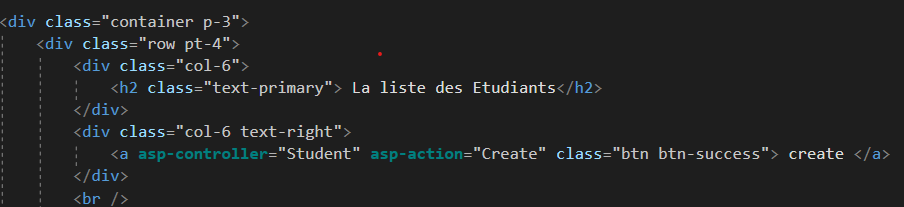 <div class="container p-3">
<div class="row pt-4">
<div class="col-6">
<h2 class="text-primary"> La liste des Etudiants</h2>
</div>
<div class="col-6 text-right">
<a asp-controller="Student" asp-action="Create" class="btn btn-success"> create </a>
</div>
<br />